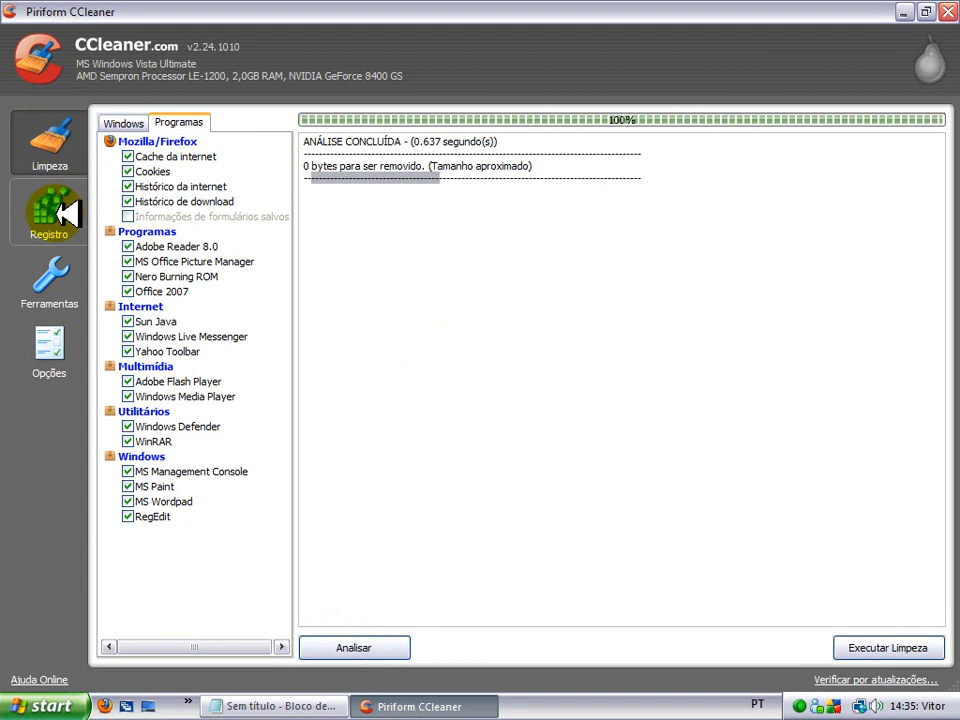 Piriform CCleaner
CCleaner.com v2.24.1010
MS Windows Vista Ultimate
AMD Sempron Processor LE-1200, 2,0GB RAM, NVIDIA GeForce 8400 GS
Limpeza
Registro
Ferramentas
Opções
Windows
Programas
Mozilla/Firefox
Cache da internet
Cookies
Histórico da internet
Histórico de download
Informações de formulários salvos
Programas
Adobe Reader 8.0
MS Office Picture Manager
Nero Burning ROM
Office 2007
Internet
Sun Java
Windows Live Messenger
Yahoo Toolbar
Multimídia
Adobe Flash Player
Windows Media Player
Utilitários
Windows Defender
WinRAR
Windows
MS Management Console
MS Paint
MS Wordpad
RegEdit
100%
ANÁLISE CONCLUÍDA - (0.637 segundo(s))
0 bytes para ser removido. (Tamanho aproximado)
Analisar
Executar Limpeza
Ajuda Online
Verificar por atualizações...
start
Sem título - Bloco de...
Piriform CCleaner
PT
14:35: Vitor